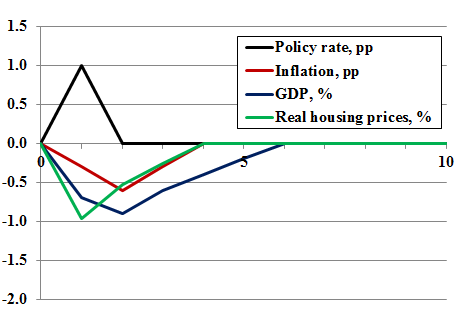 1.5
Policy rate, pp
Inflation, pp
GDP, %
Real housing prices, %
1.0
0.5
0.0
0
5
10
-0.5
-1.0
-1.5
-2.0